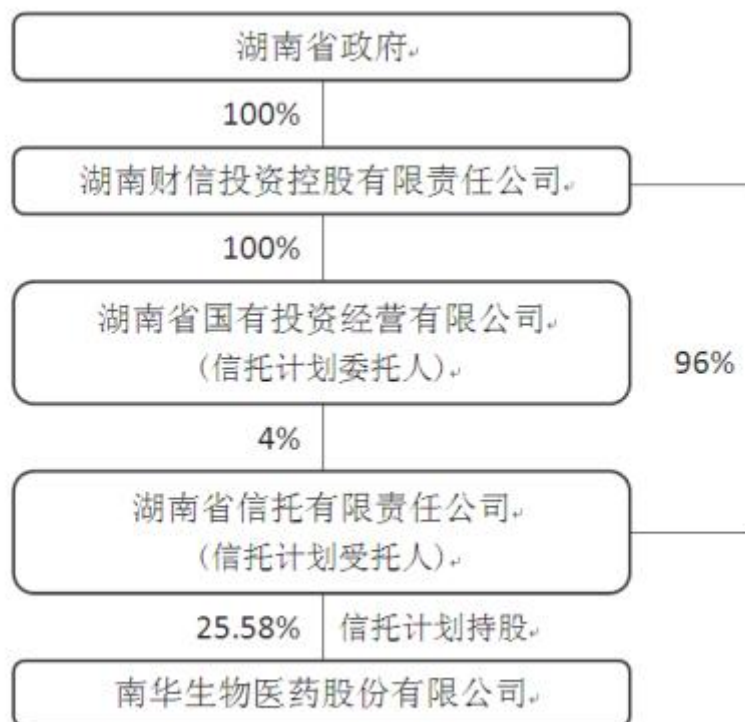 湖南省政府
100%
湖南财信投资控股有限责任公司
100%
湖南省国有投资经营有限公司
(信托计划委托人)
96%
4%
湖南省信托有限责任公司
(信托计划受托人)
25.58% 信托计划持股
南华生物医药股份有限公司